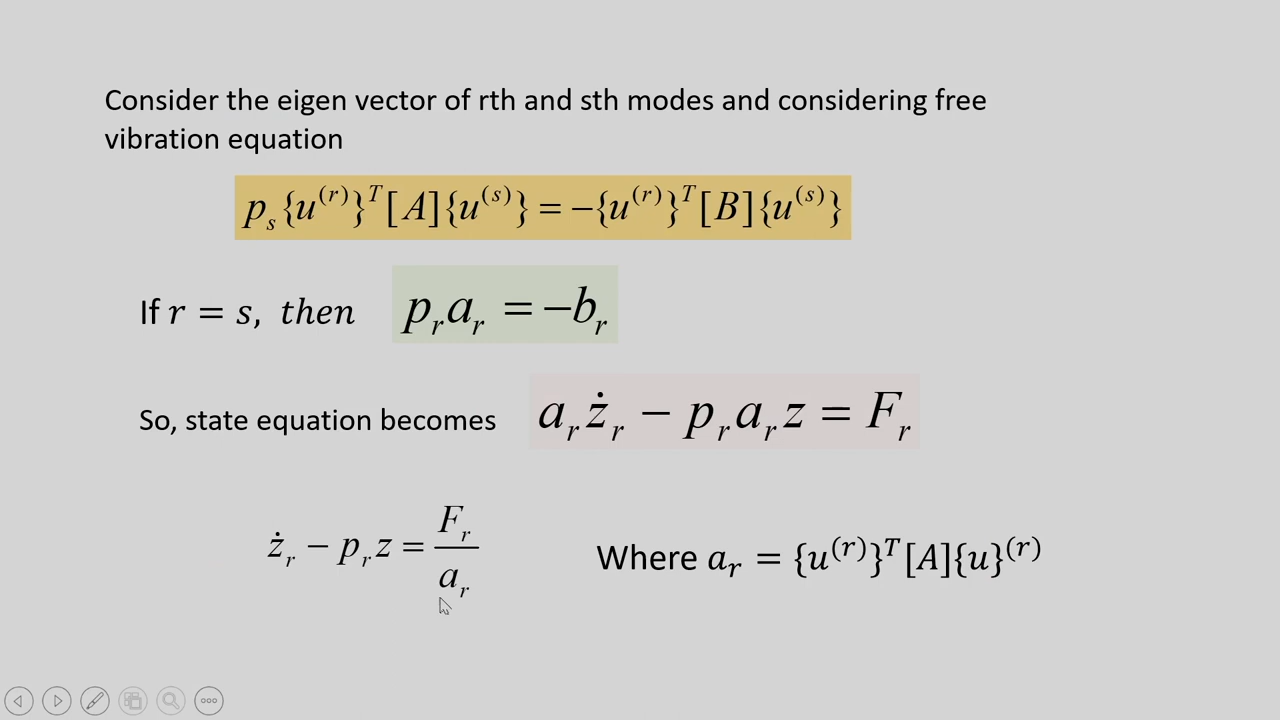 Consider the eigen vector of rth and sth modes and considering free
vibration equation
p_s{u^(r)}^T[A]{u^(s)} = −{u^(r)}^T[B]{u^(s)}
If r = s, then p_r a_r = −b_r
So, state equation becomes a_r ż_r − p_r a_r z = F_r
ż_r − p_r z = F_r / a_r Where a_r = {u^(r)}^T[A]{u}^(r)